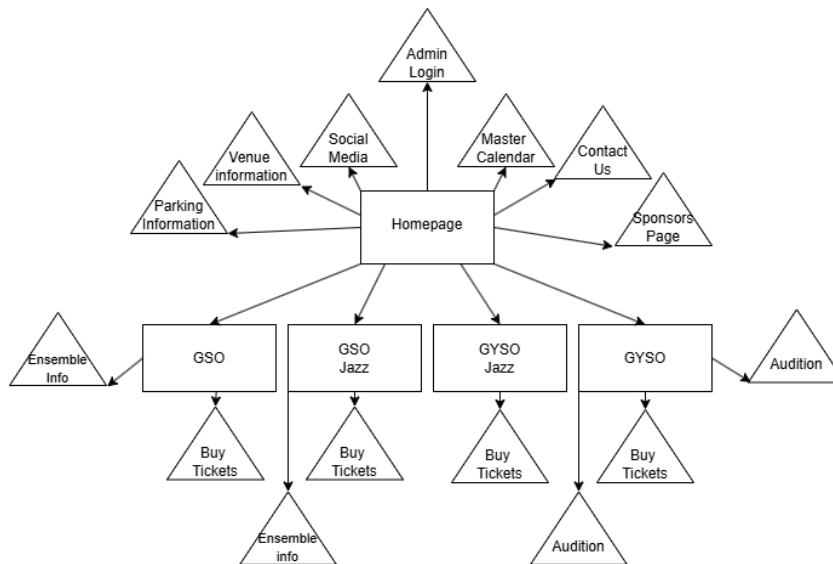 Admin
Login
Social
Media
Master
Calendar
Venue
information
Contact
Us
Parking
Information
Homepage
Sponsors
Page
Ensemble
Info
GSO
GSO
Jazz
GYSO
Jazz
GYSO
Audition
Buy
Tickets
Buy
Tickets
Buy
Tickets
Buy
Tickets
Ensemble
info
Audition